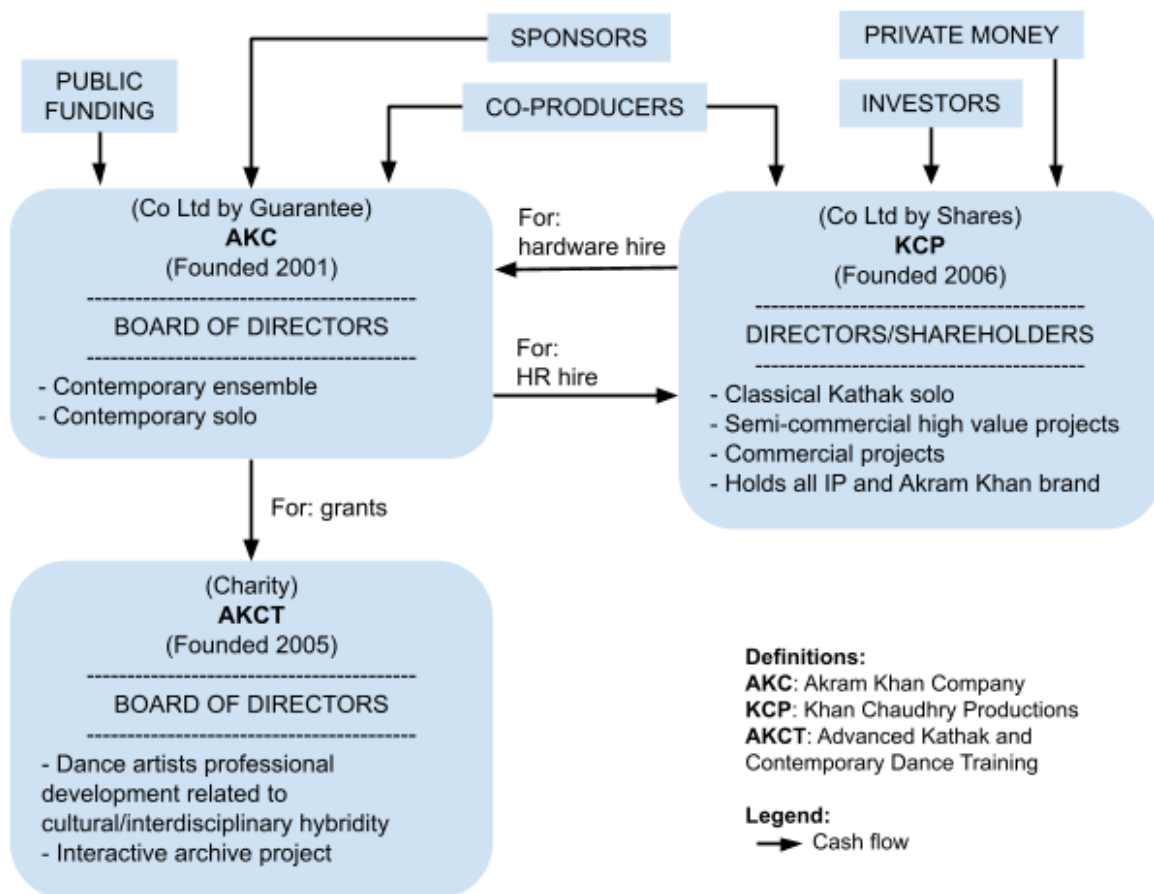 SPONSORS
PRIVATE MONEY
PUBLIC
FUNDING
CO-PRODUCERS
INVESTORS
(Co Ltd by Guarantee)
AKC
(Founded 2001)
----------------------------------------
BOARD OF DIRECTORS
----------------------------------------
- Contemporary ensemble
- Contemporary solo
For:
hardware hire
For:
HR hire
(Co Ltd by Shares)
KCP
(Founded 2006)
----------------------------------------
DIRECTORS/SHAREHOLDERS
----------------------------------------
- Classical Kathak solo
- Semi-commercial high value projects
- Commercial projects
- Holds all IP and Akram Khan brand
For: grants
(Charity)
AKCT
(Founded 2005)
----------------------------------------
BOARD OF DIRECTORS
----------------------------------------
- Dance artists professional
development related to
cultural/interdisciplinary hybridity
- Interactive archive project
Definitions:
AKC: Akram Khan Company
KCP: Khan Chaudhry Productions
AKCT: Advanced Kathak and
Contemporary Dance Training
Legend:
Cash flow